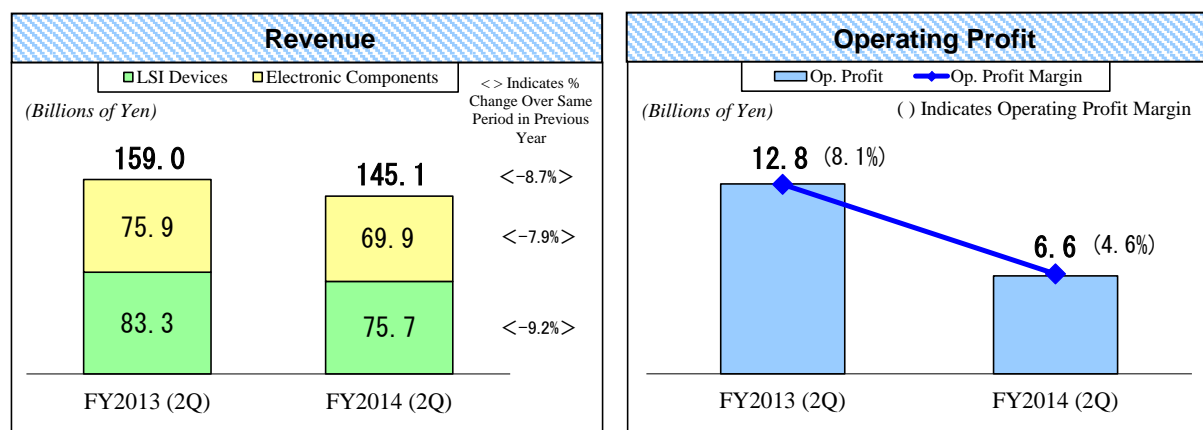 Revenue
LSI Devices Electronic Components
(Billions of Yen)
<> Indicates %
Change Over Same
Period in Previous
Year
159.0
145.1
<-8.7%>
75.9
69.9
<-7.9%>
83.3
75.7
<-9.2%>
FY2013 (2Q)
FY2014 (2Q)
Operating Profit
Op. Profit Op. Profit Margin
(Billions of Yen)
( ) Indicates Operating Profit Margin
12.8 (8.1%)
6.6 (4.6%)
FY2013 (2Q)
FY2014 (2Q)